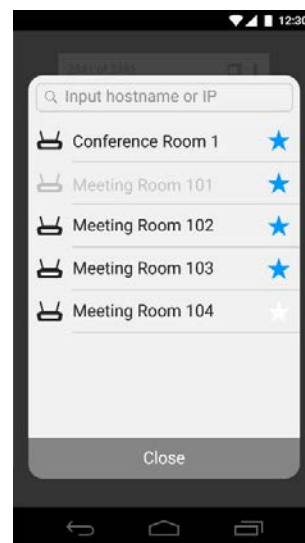 12:30
Input hostname or IP
Conference Room 1
Meeting Room 101
Meeting Room 102
Meeting Room 103
Meeting Room 104
Close